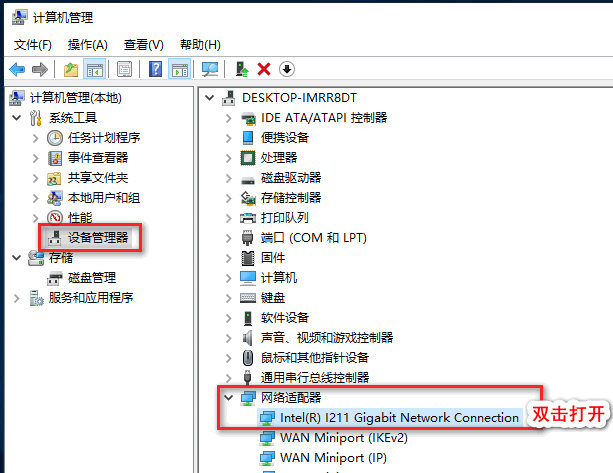 计算机管理
文件(F) 操作(A) 查看(V) 帮助(H)
计算机管理(本地)
系统工具
任务计划程序
事件查看器
共享文件夹
本地用户和组
性能
设备管理器
存储
磁盘管理
服务和应用程序
DESKTOP-IMRR8DT
IDE ATA/ATAPI 控制器
便携设备
处理器
磁盘驱动器
存储控制器
打印队列
端口 (COM 和 LPT)
固件
计算机
键盘
软件设备
声音、视频和游戏控制器
鼠标和其他指针设备
通用串行总线控制器
网络适配器
Intel(R) I211 Gigabit Network Connection
双击打开
WAN Miniport (IKEv2)
WAN Miniport (IP)